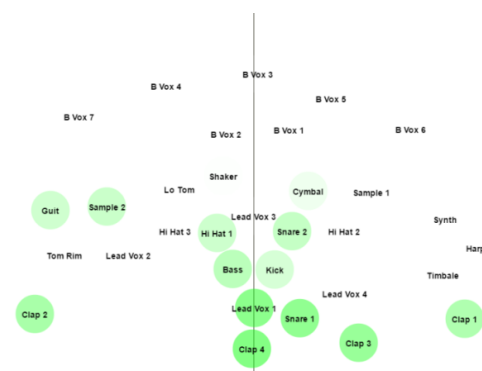 B Vox 3
B Vox 4
B Vox 5
B Vox 7
B Vox 2
B Vox 1
B Vox 6
Shaker
Lo Tom
Cymbal
Sample 1
Guit
Sample 2
Lead Vox 3
Synth
Hi Hat 3
Hi Hat 1
Snare 2
Hi Hat 2
Harp
Tom Rim
Lead Vox 2
Bass
Kick
Timbale
Lead Vox 4
Clap 2
Lead Vox 1
Snare 1
Clap 1
Clap 4
Clap 3